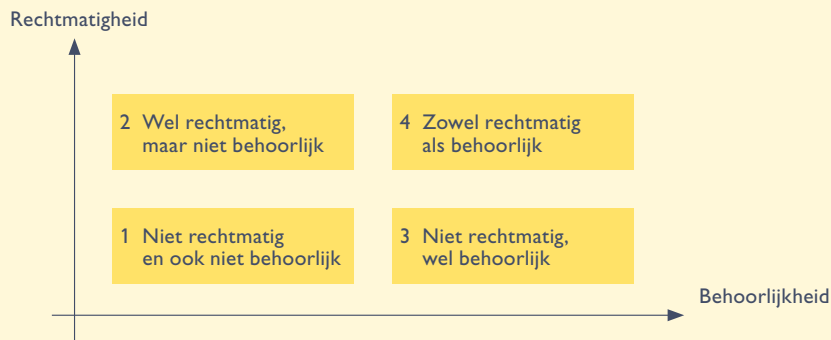 Rechtmatigheid
2 Wel rechtmatig,
maar niet behoorlijk
4 Zowel rechtmatig
als behoorlijk
1 Niet rechtmatig
en ook niet behoorlijk
3 Niet rechtmatig,
wel behoorlijk
Behoorlijkheid